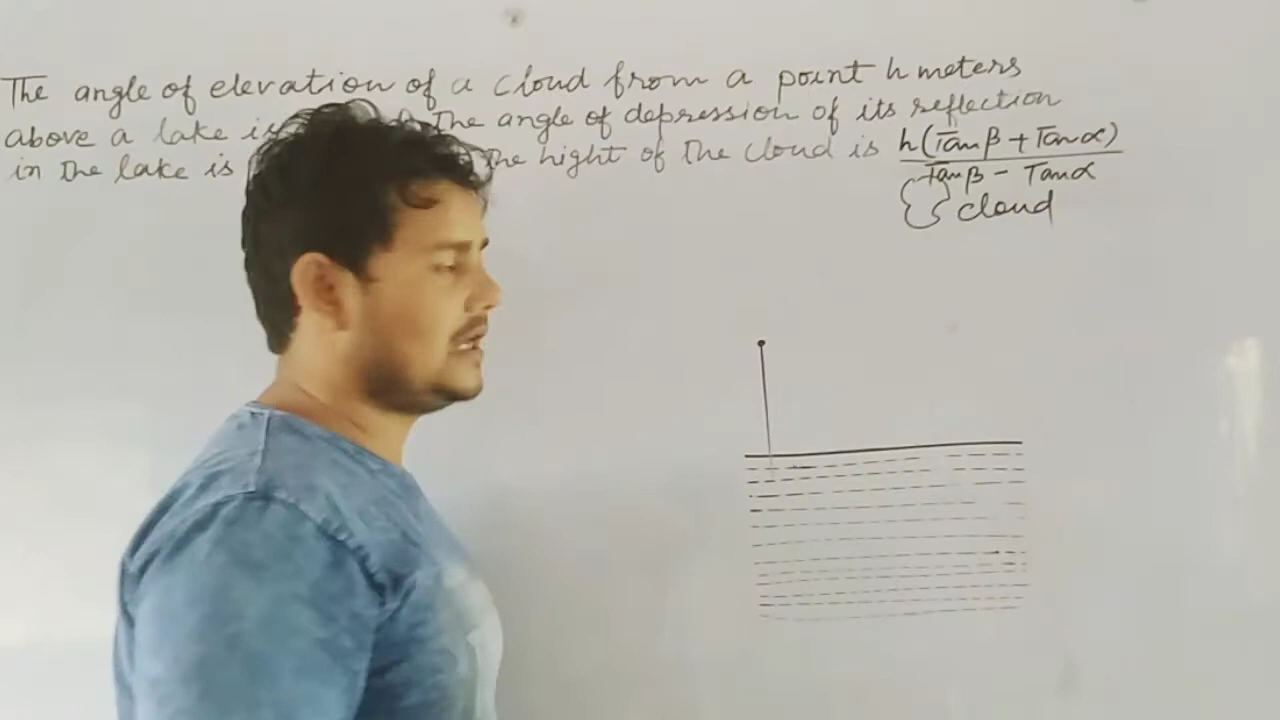 The angle of elevation of a cloud from a point h meters
above a lake is The angle of depression of its reflection
in the lake is The hight of the cloud is h(Tanβ + Tanα)
Tanβ - Tanα
cloud